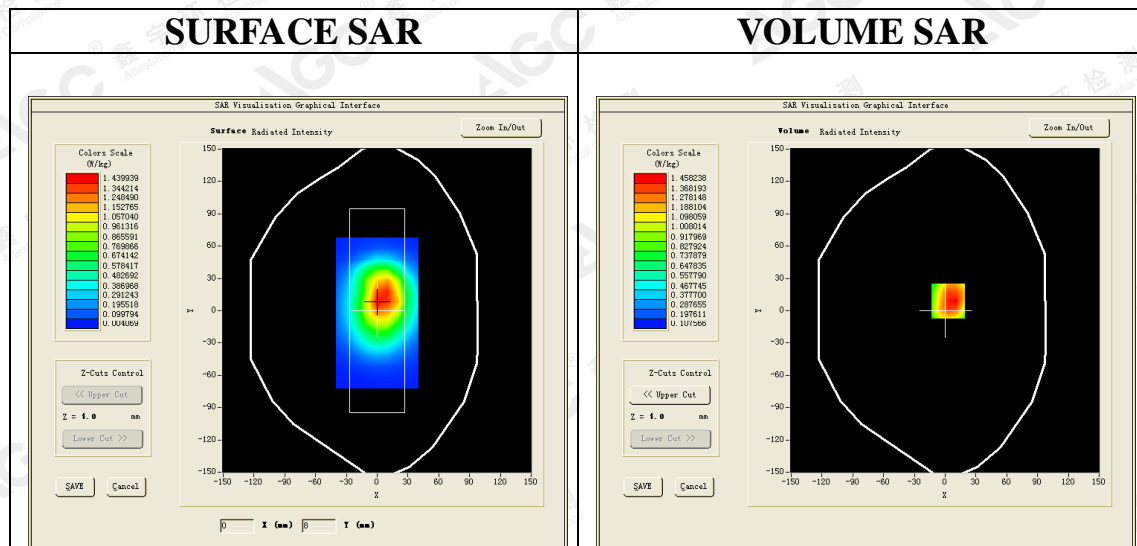 SURFACE SAR
VOLUME SAR
SAR Visualisation Graphical Interface
Surface Radiated Intensity
Zoom In/Out
Colors Scale
(W/kg)
1.439939
1.344214
1.248490
1.152765
1.057040
0.961316
0.865591
0.769866
0.674142
0.578417
0.482692
0.386968
0.291243
0.195518
0.099794
0.004069
Z-Cuts Control
<< Upper Cut
Z = 4.0 mm
Lower Cut >>
SAVE
Cancel
150
120
90
60
30
0
-30
-60
-90
-120
-150
Y
-150 -120 -90 -60 -30 0 30 60 90 120 150
X
0 X (mm) 8 Y (mm)
SAR Visualisation Graphical Interface
Volume Radiated Intensity
Zoom In/Out
Colors Scale
(W/kg)
1.458238
1.368193
1.278148
1.188104
1.098059
1.008014
0.917969
0.827924
0.737879
0.647835
0.557790
0.467745
0.377700
0.287655
0.197611
0.107566
Z-Cuts Control
<< Upper Cut
Z = 4.0 mm
Lower Cut >>
SAVE
Cancel
150
120
90
60
30
0
-30
-60
-90
-120
-150
Y
-150 -120 -90 -60 -30 0 30 60 90 120 150
X